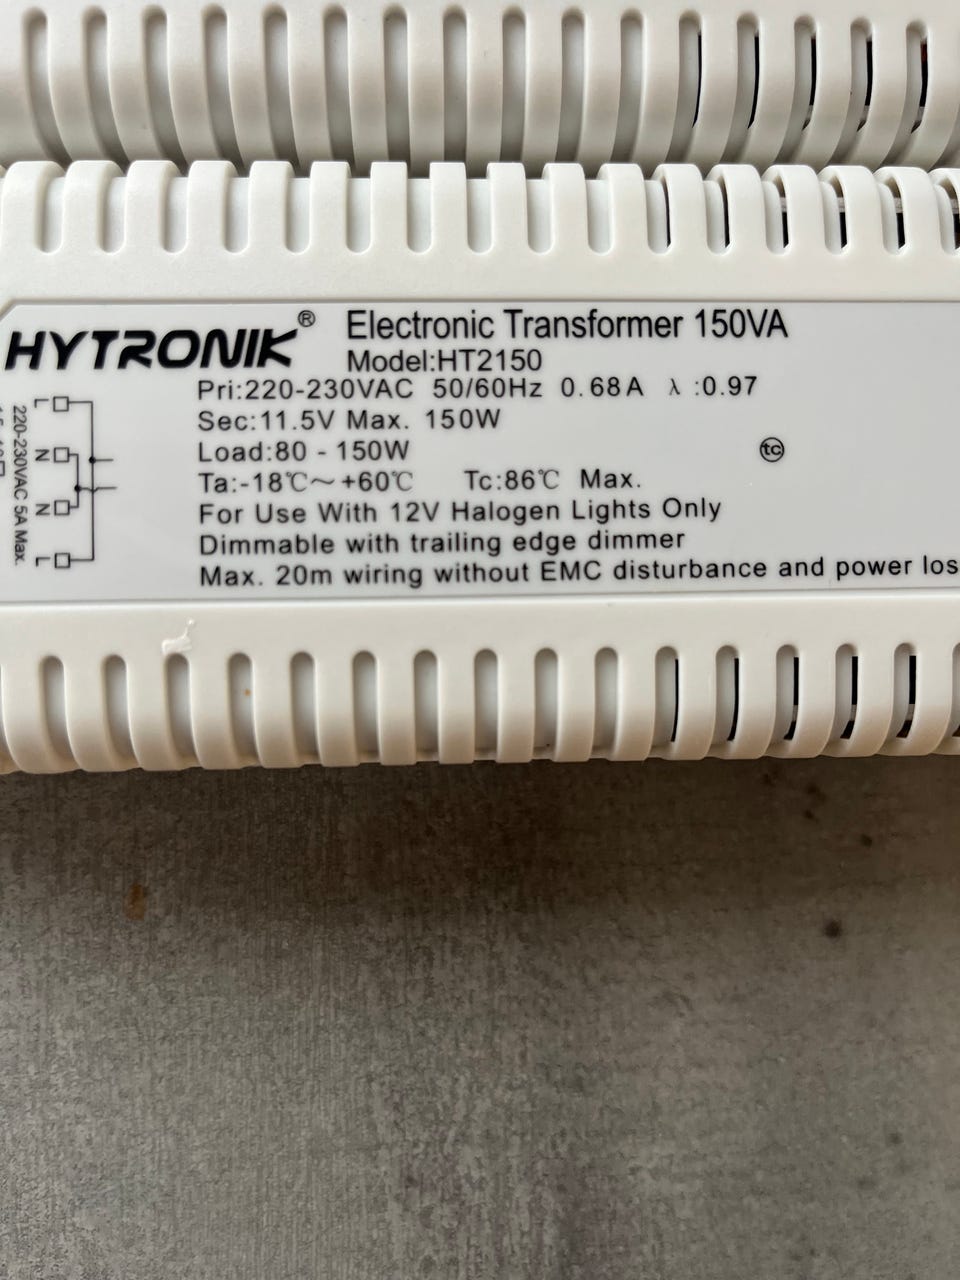 HYTRONIK®
Electronic Transformer 150VA
Model:HT2150
Pri:220-230VAC 50/60Hz 0.68A λ :0.97
Sec:11.5V Max. 150W
Load:80 - 150W
tc
Ta:-18℃~+60℃ Tc:86℃ Max.
For Use With 12V Halogen Lights Only
Dimmable with trailing edge dimmer
Max. 20m wiring without EMC disturbance and power los
L
N
N
L
220-230VAC 5A Max.